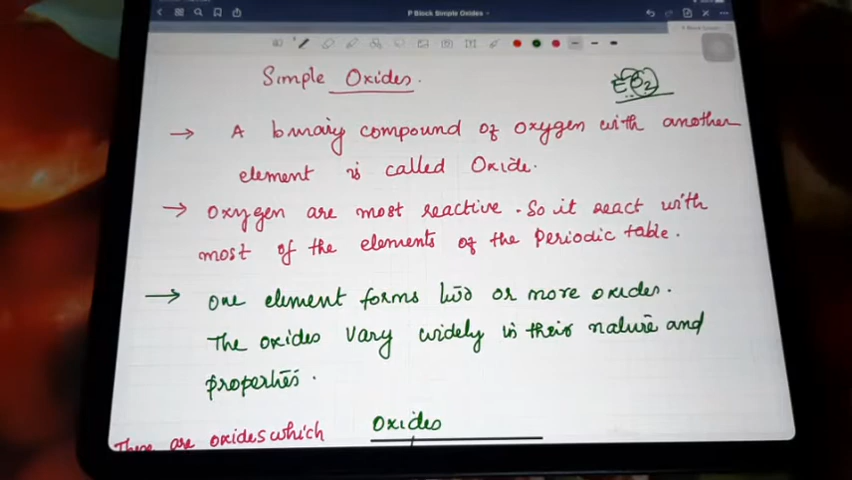 P Block Simple Oxides
Simple Oxides.
EO2
→ A binary compound of oxygen with another
element is called Oxide.
→ Oxygen are most reactive. So it react with
most of the elements of the Periodic table.
→ One element forms two or more oxides.
The oxides vary widely in their nature and
properties.
Oxides
There are oxides which